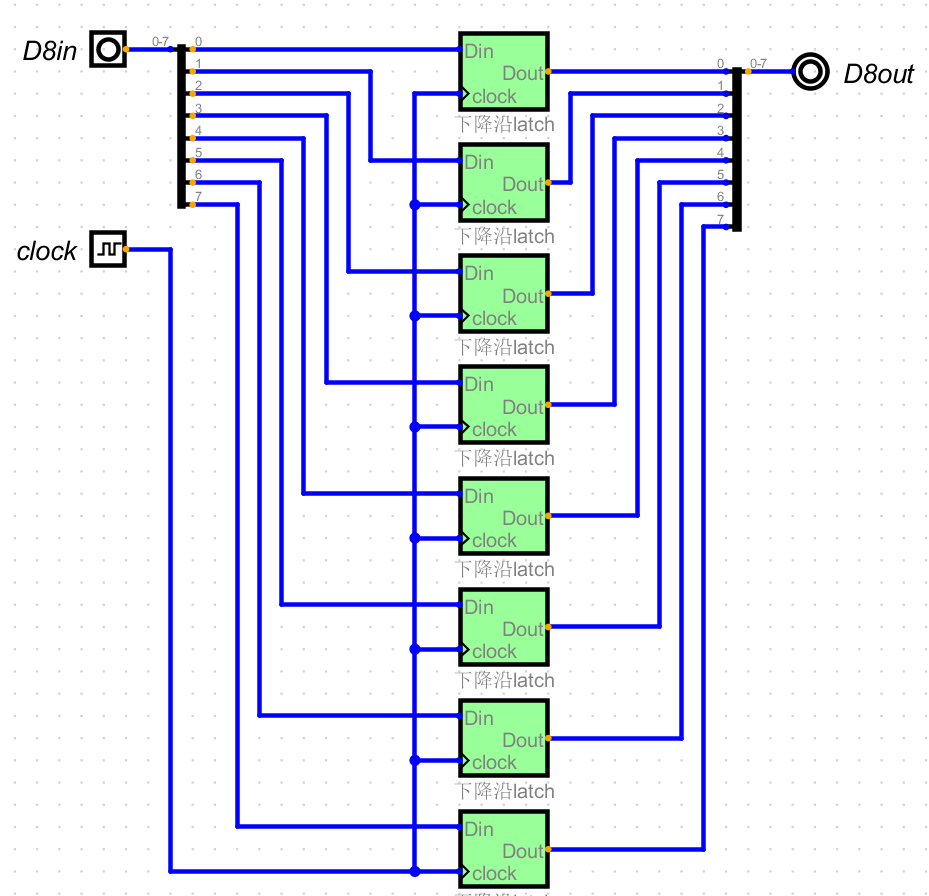 D8in
0-7
0
1
2
3
4
5
6
7
clock
Din
Dout
clock
下降沿latch
Din
Dout
clock
下降沿latch
Din
Dout
clock
下降沿latch
Din
Dout
clock
下降沿latch
Din
Dout
clock
下降沿latch
Din
Dout
clock
下降沿latch
Din
Dout
clock
下降沿latch
Din
Dout
clock
0
1
2
3
4
5
6
7
0-7
D8out